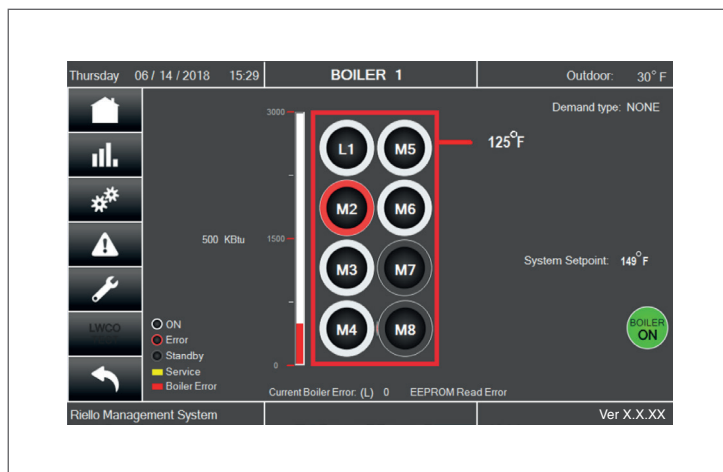 Thursday 06 / 14 / 2018 15:29
BOILER 1
Outdoor: 30°F
Demand type: NONE
3000
L1 M5
125°F
M2 M6
500 KBtu
1500
System Setpoint: 149°F
M3 M7
M4 M8
BOILER
ON
LWCO
ON
Error
Standby
Service
Boiler Error
0
Current Boiler Error: (L) 0 EEPROM Read Error
Riello Management System
Ver X.X.XX